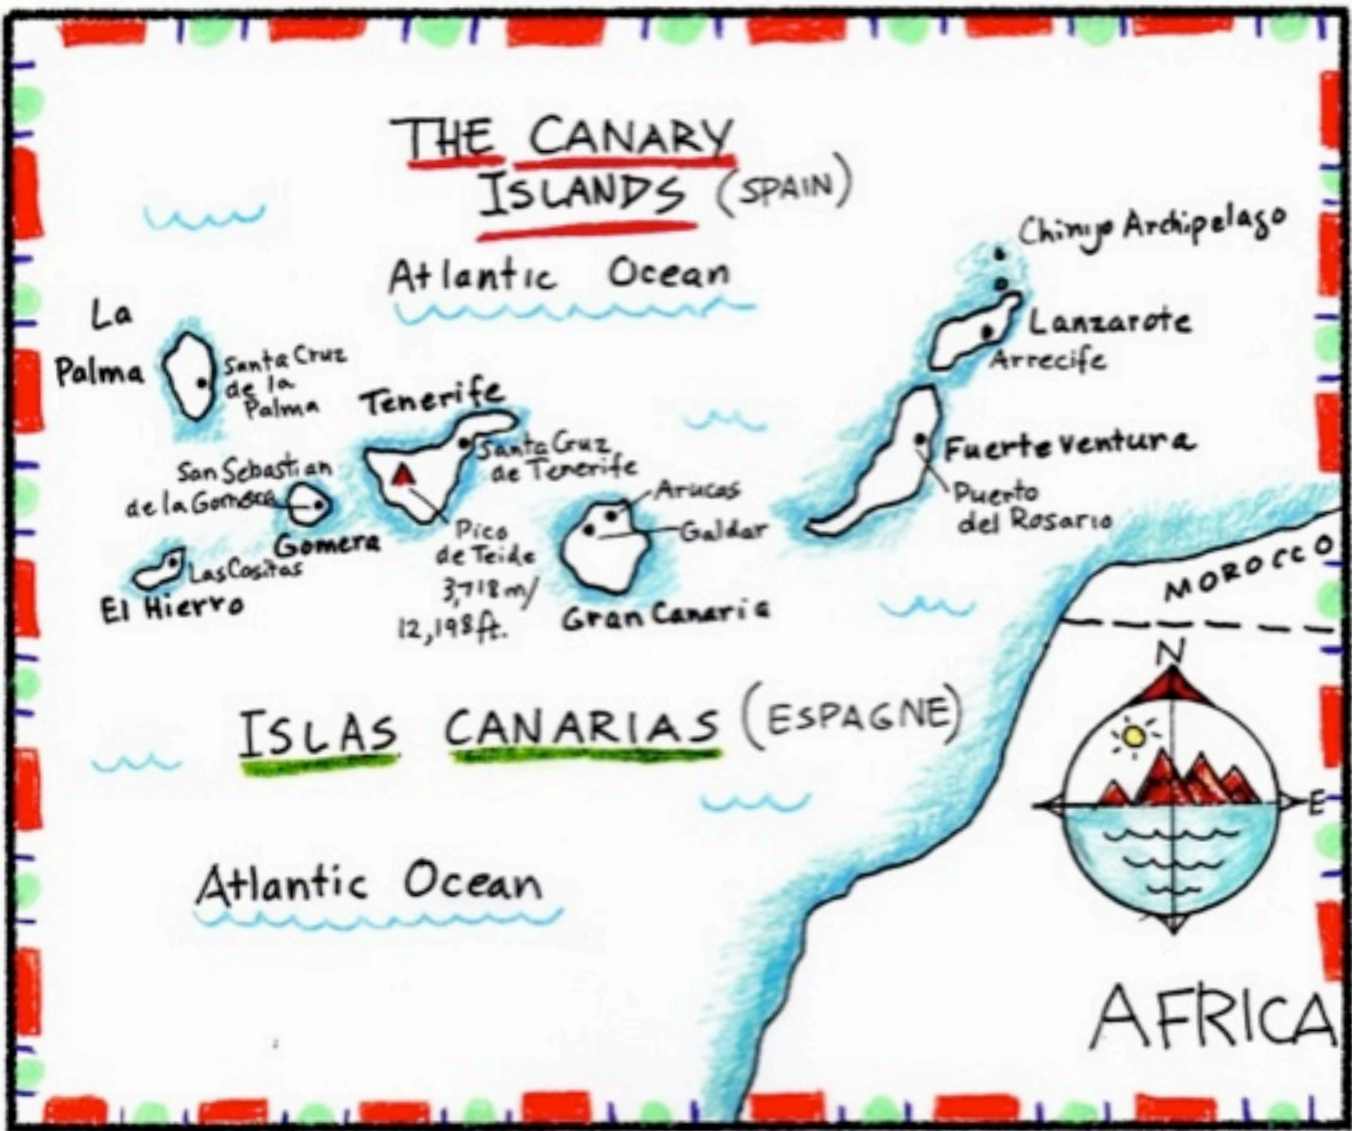 THE CANARY
ISLANDS (SPAIN)
Atlantic Ocean
Chinijo Archipelago
Lanzarote
Arrecife
La
Palma
Santa Cruz
de la
Palma
Tenerife
Santa Cruz
de Tenerife
Fuerteventura
Puerto
del Rosario
San Sebastian
de la Gomera
Gomera
Arucas
Galdar
Pico
de Teide
3,718 m/
12,198 ft.
Las Cositas
El Hierro
Gran Canaria
MOROCCO
N
E
ISLAS CANARIAS (ESPAGNE)
Atlantic Ocean
AFRICA